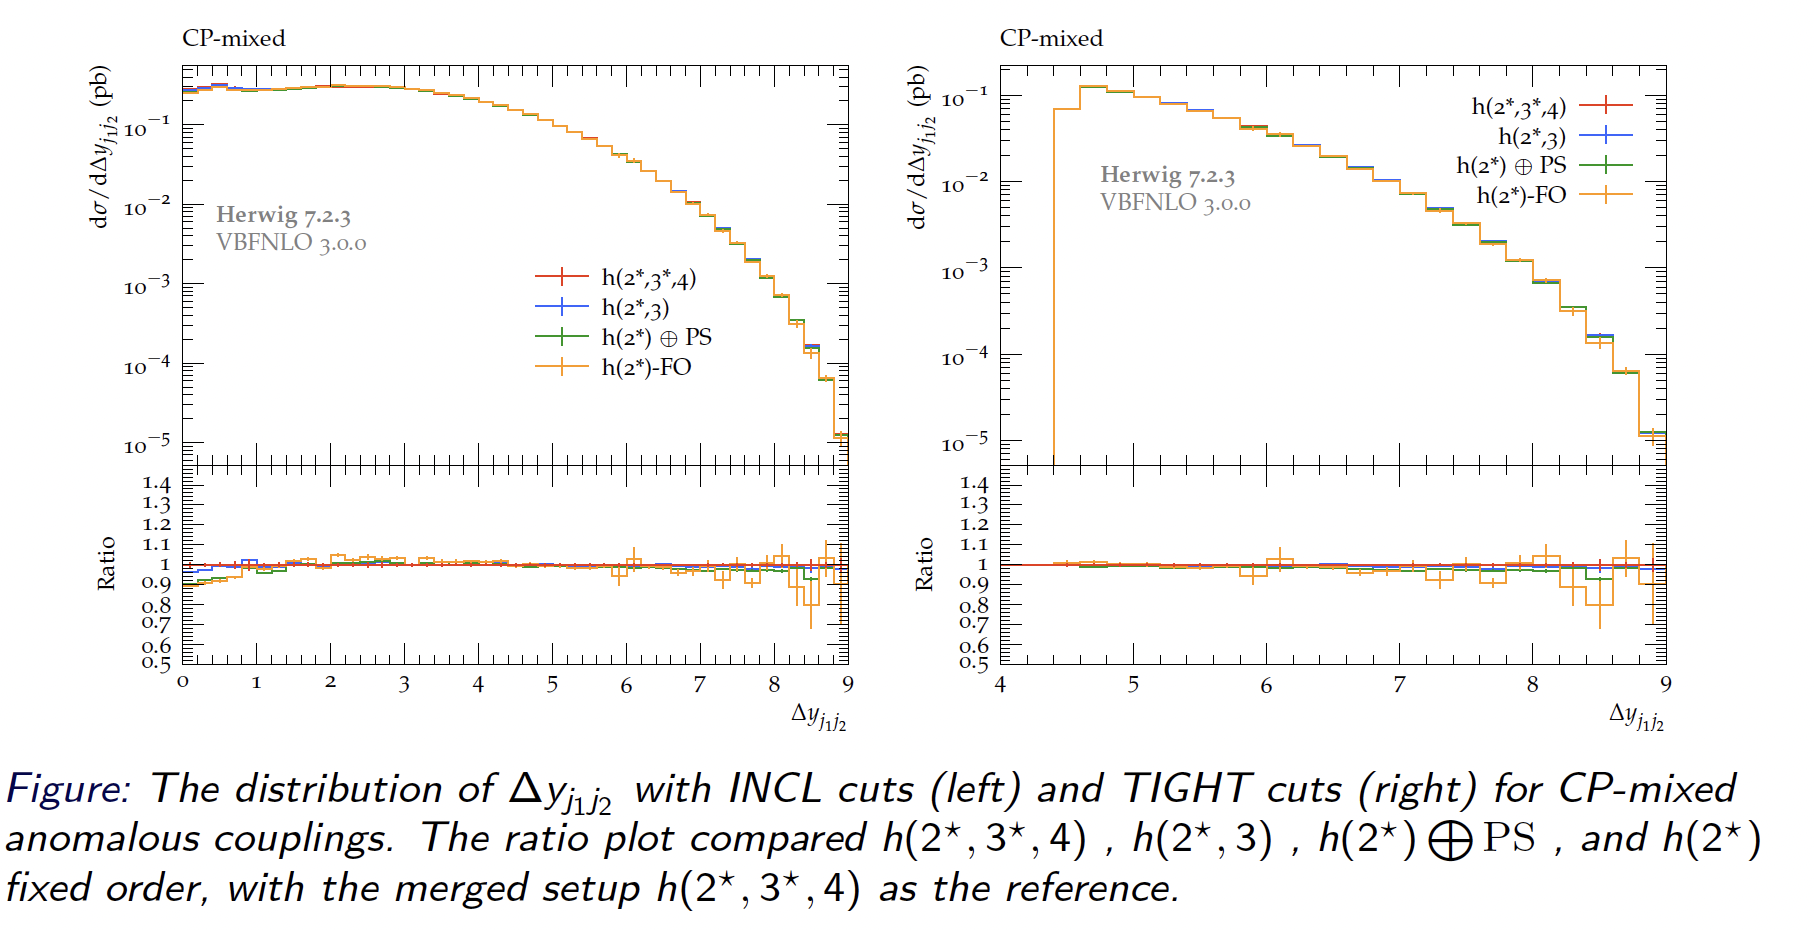 CP-mixed
dσ/dΔy_{j₁j₂} (pb)
10⁻¹
10⁻²
10⁻³
10⁻⁴
10⁻⁵
Herwig 7.2.3
VBFNLO 3.0.0
h(2*,3*,4)
h(2*,3)
h(2*) ⊕ PS
h(2*)-FO
Ratio
1.4
1.3
1.2
1.1
1
0.9
0.8
0.7
0.6
0.5
0 1 2 3 4 5 6 7 8 9
Δy_{j₁j₂}
CP-mixed
dσ/dΔy_{j₁j₂} (pb)
10⁻¹
10⁻²
10⁻³
10⁻⁴
10⁻⁵
h(2*,3*,4)
h(2*,3)
h(2*) ⊕ PS
h(2*)-FO
Herwig 7.2.3
VBFNLO 3.0.0
Ratio
1.4
1.3
1.2
1.1
1
0.9
0.8
0.7
0.6
0.5
4 5 6 7 8 9
Δy_{j₁j₂}
Figure: The distribution of Δy_{j₁j₂} with INCL cuts (left) and TIGHT cuts (right) for CP-mixed
anomalous couplings. The ratio plot compared h(2⋆, 3⋆, 4) , h(2⋆, 3) , h(2⋆) ⊕ PS , and h(2⋆)
fixed order, with the merged setup h(2⋆, 3⋆, 4) as the reference.